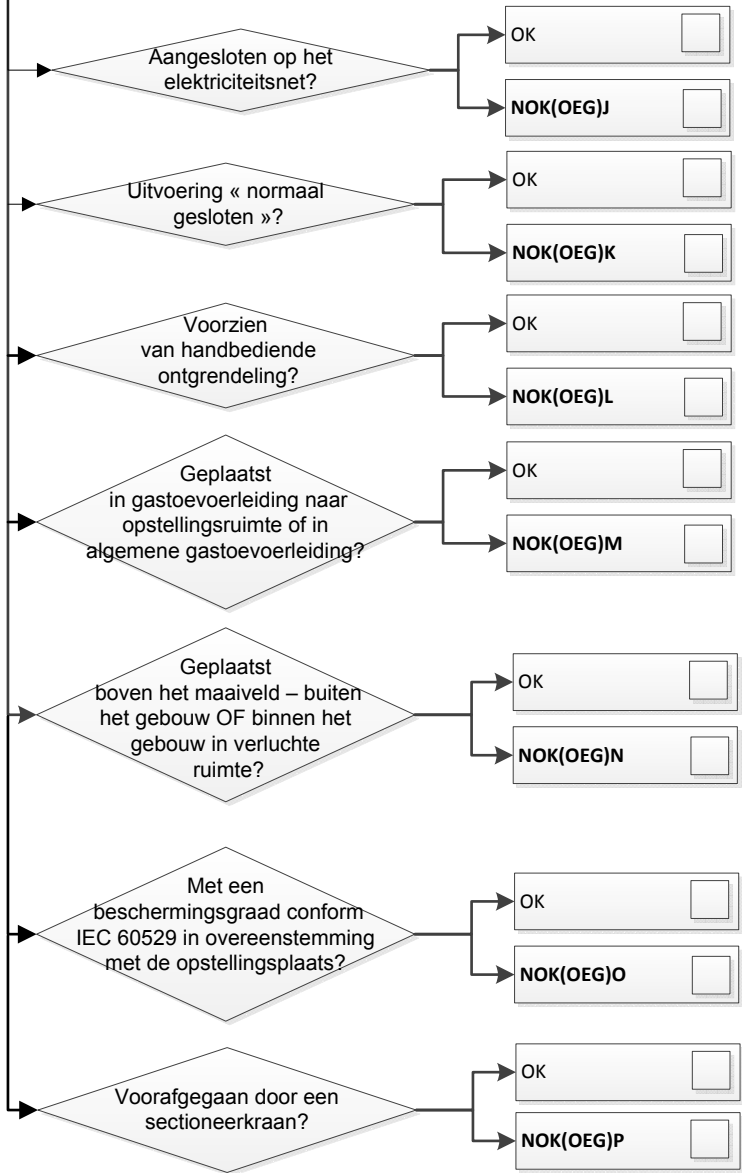 Aangesloten op het
elektriciteitsnet?
OK
NOK(OEG)J
Uitvoering « normaal
gesloten »?
OK
NOK(OEG)K
Voorzien
van handbediende
ontgrendeling?
OK
NOK(OEG)L
Geplaatst
in gastoevoerleiding naar
opstellingsruimte of in
algemene gastoevoerleiding?
OK
NOK(OEG)M
Geplaatst
boven het maaiveld – buiten
het gebouw OF binnen het
gebouw in verluchte
ruimte?
OK
NOK(OEG)N
Met een
beschermingsgraad conform
IEC 60529 in overeenstemming
met de opstellingsplaats?
OK
NOK(OEG)O
Voorafgegaan door een
sectioneerkraan?
OK
NOK(OEG)P